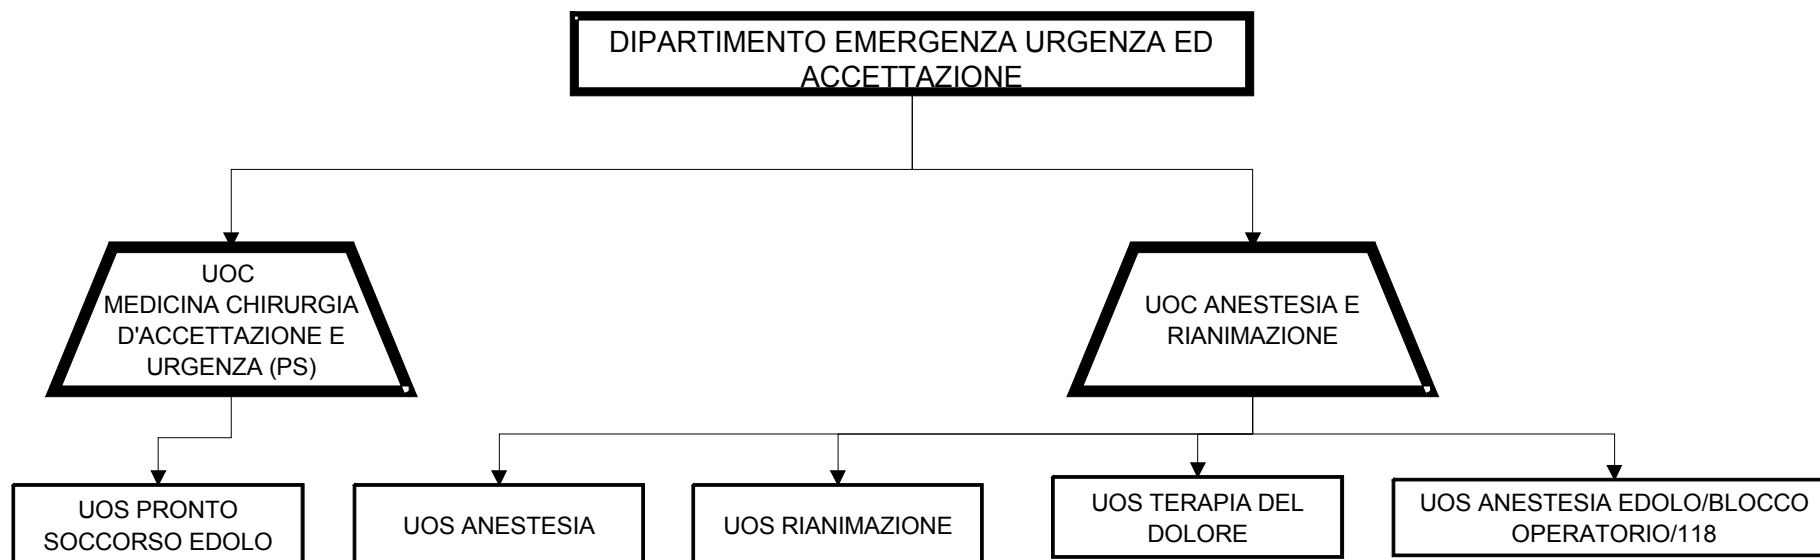 DIPARTIMENTO EMERGENZA URGENZA ED
ACCETTAZIONE
UOC
MEDICINA CHIRURGIA
D'ACCETTAZIONE E
URGENZA (PS)
UOC ANESTESIA E
RIANIMAZIONE
UOS PRONTO
SOCCORSO EDOLO
UOS ANESTESIA
UOS RIANIMAZIONE
UOS TERAPIA DEL
DOLORE
UOS ANESTESIA EDOLO/BLOCCO
OPERATORIO/118